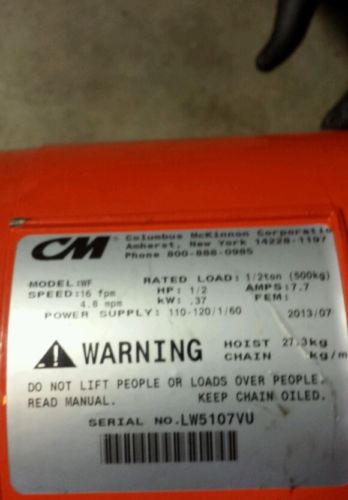 CM
Columbus McKinnon Corporatio
Amherst, New York 14228-1197
Phone 800-888-0985
MODEL:WF RATED LOAD: 1/2ton (500kg)
SPEED:16 fpm HP: 1/2 AMPS:7.7
4.8 mpm kW: .37 FEM:
POWER SUPPLY: 110-120/1/60 2013/07
WARNING HOIST 27.3kg
CHAIN kg/m
DO NOT LIFT PEOPLE OR LOADS OVER PEOPLE.
READ MANUAL. KEEP CHAIN OILED.
SERIAL NO.LW5107VU